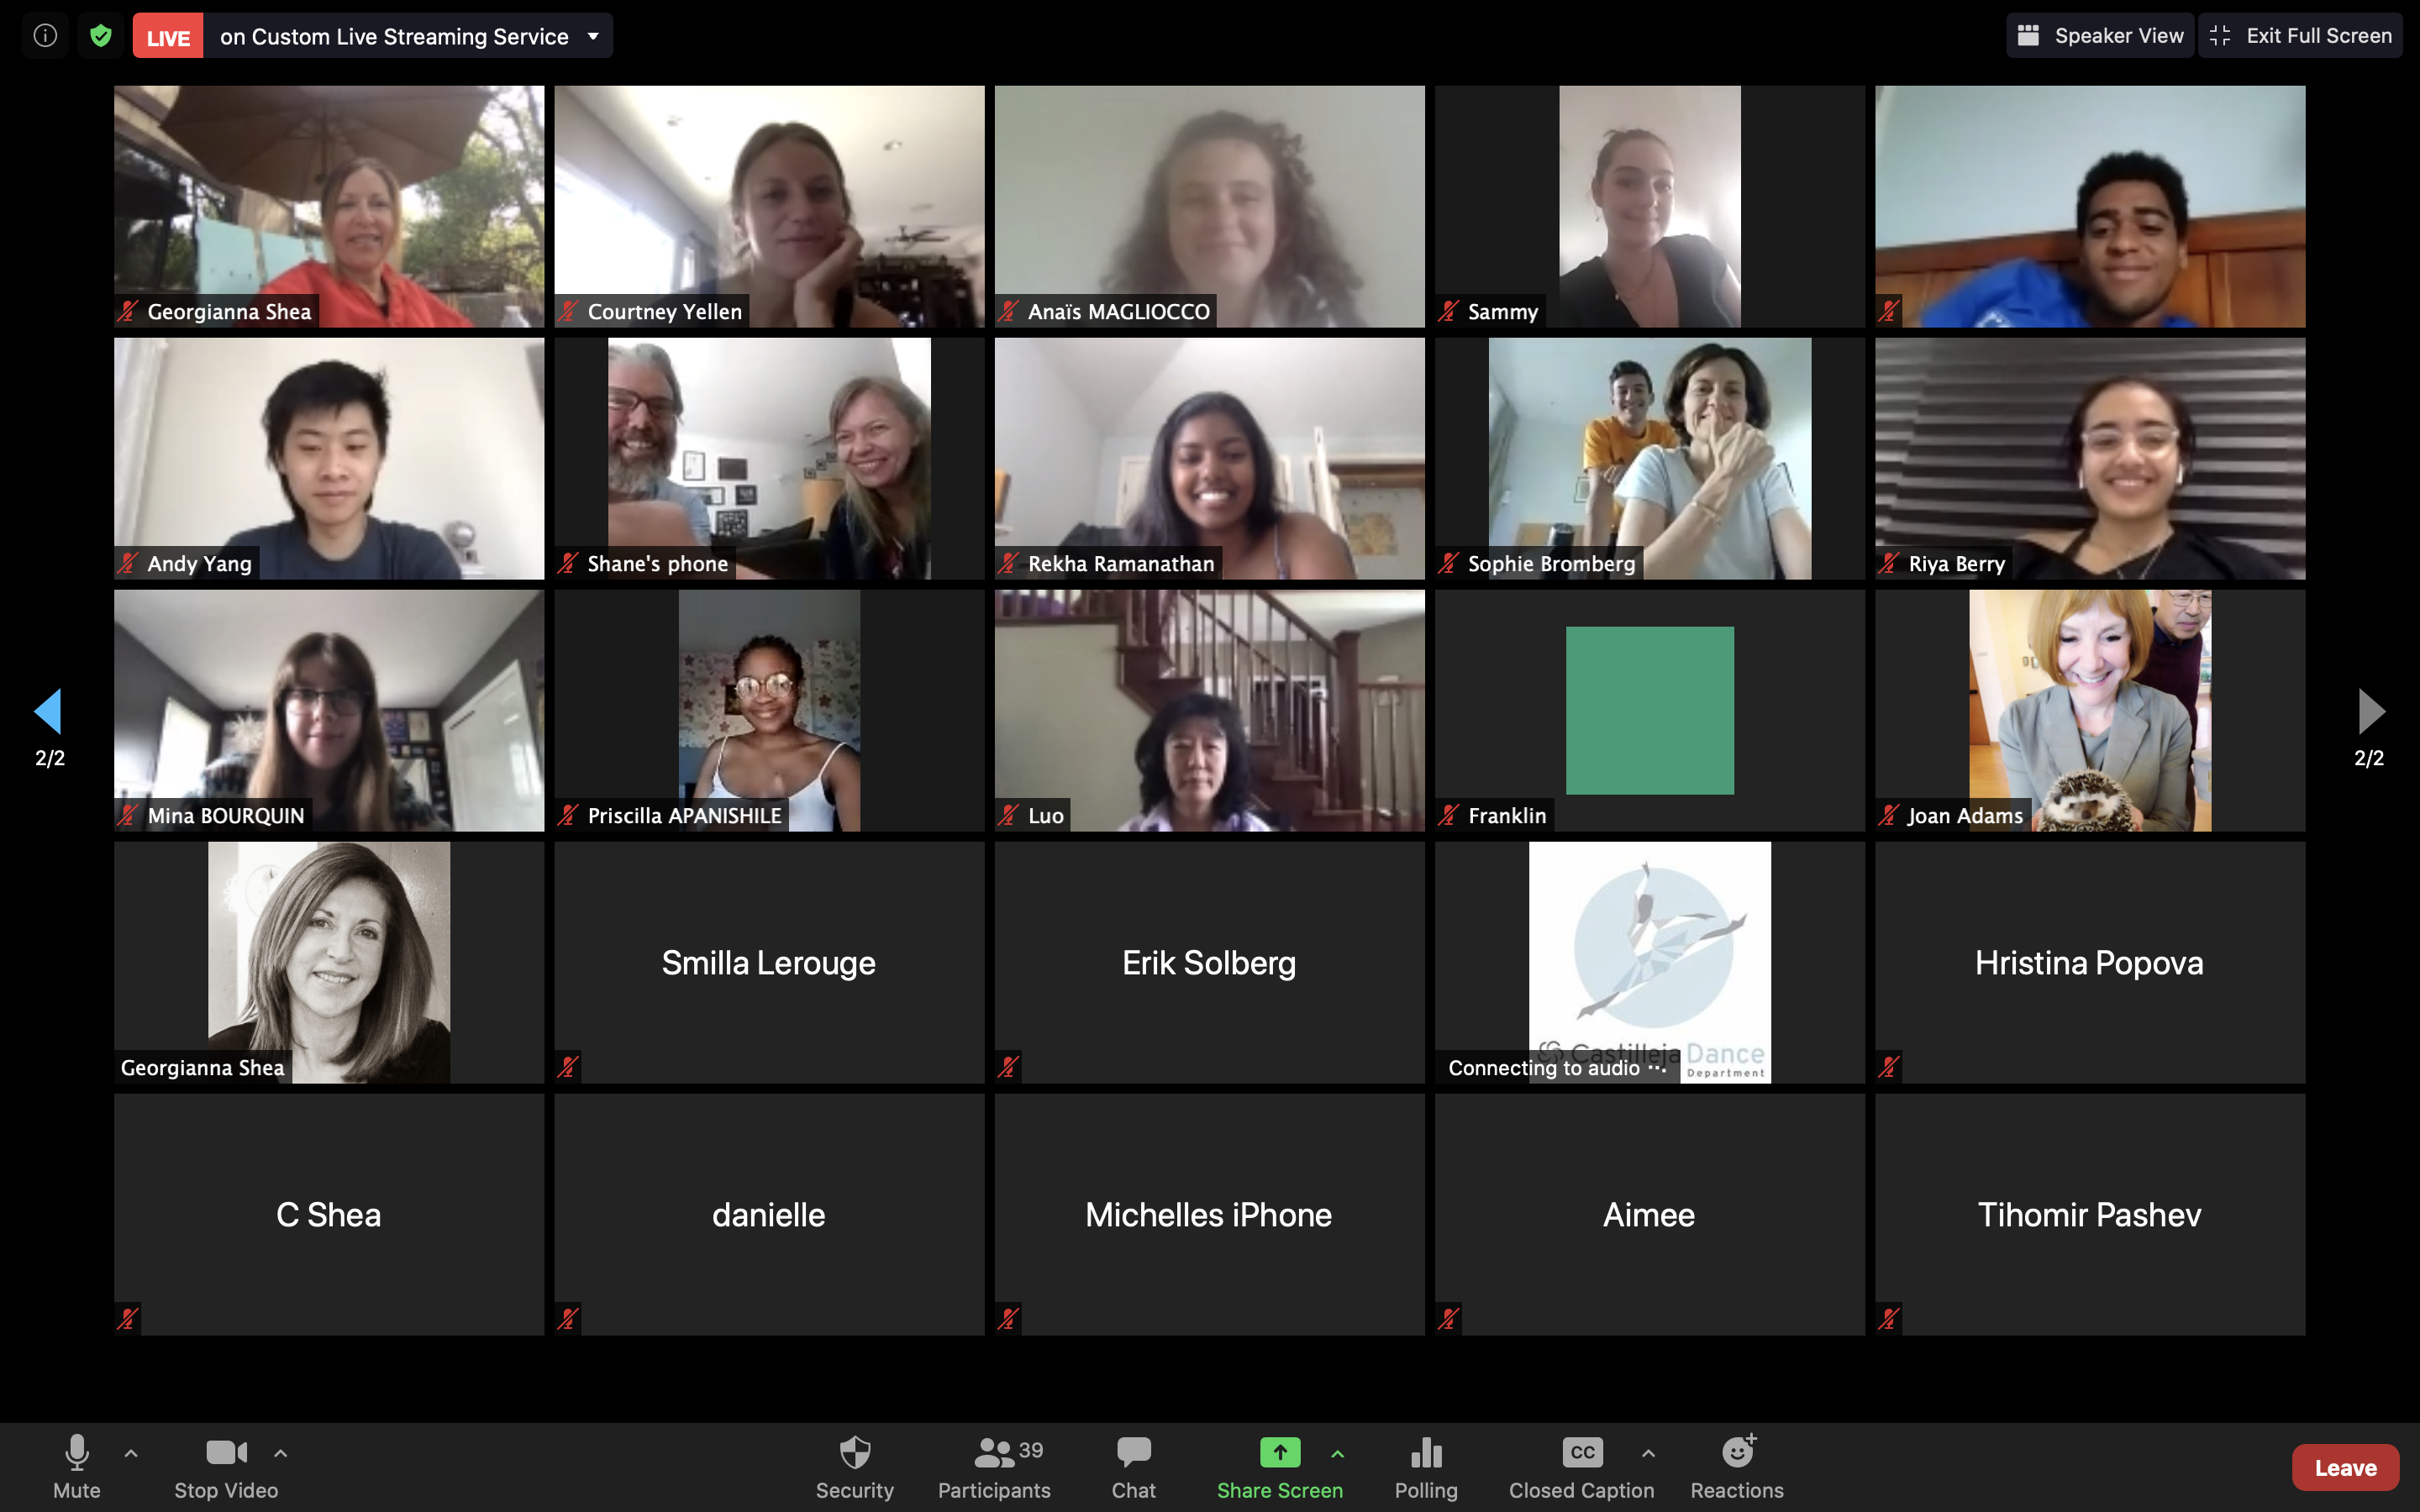 LIVE on Custom Live Streaming Service
Speaker View
Exit Full Screen
Georgianna Shea
Courtney Yellen
Anaïs MAGLIOCCO
Sammy
Andy Yang
Shane's phone
Rekha Ramanathan
Sophie Bromberg
Riya Berry
2/2
2/2
Mina BOURQUIN
Priscilla APANISHILE
Luo
Franklin
Joan Adams
Georgianna Shea
Smilla Lerouge
Erik Solberg
Castilleja Dance
Department
Connecting to audio ...
Hristina Popova
C Shea
danielle
Michelles iPhone
Aimee
Tihomir Pashev
Mute
Stop Video
Security
39
Participants
Chat
Share Screen
Polling
CC
Closed Caption
Reactions
Leave